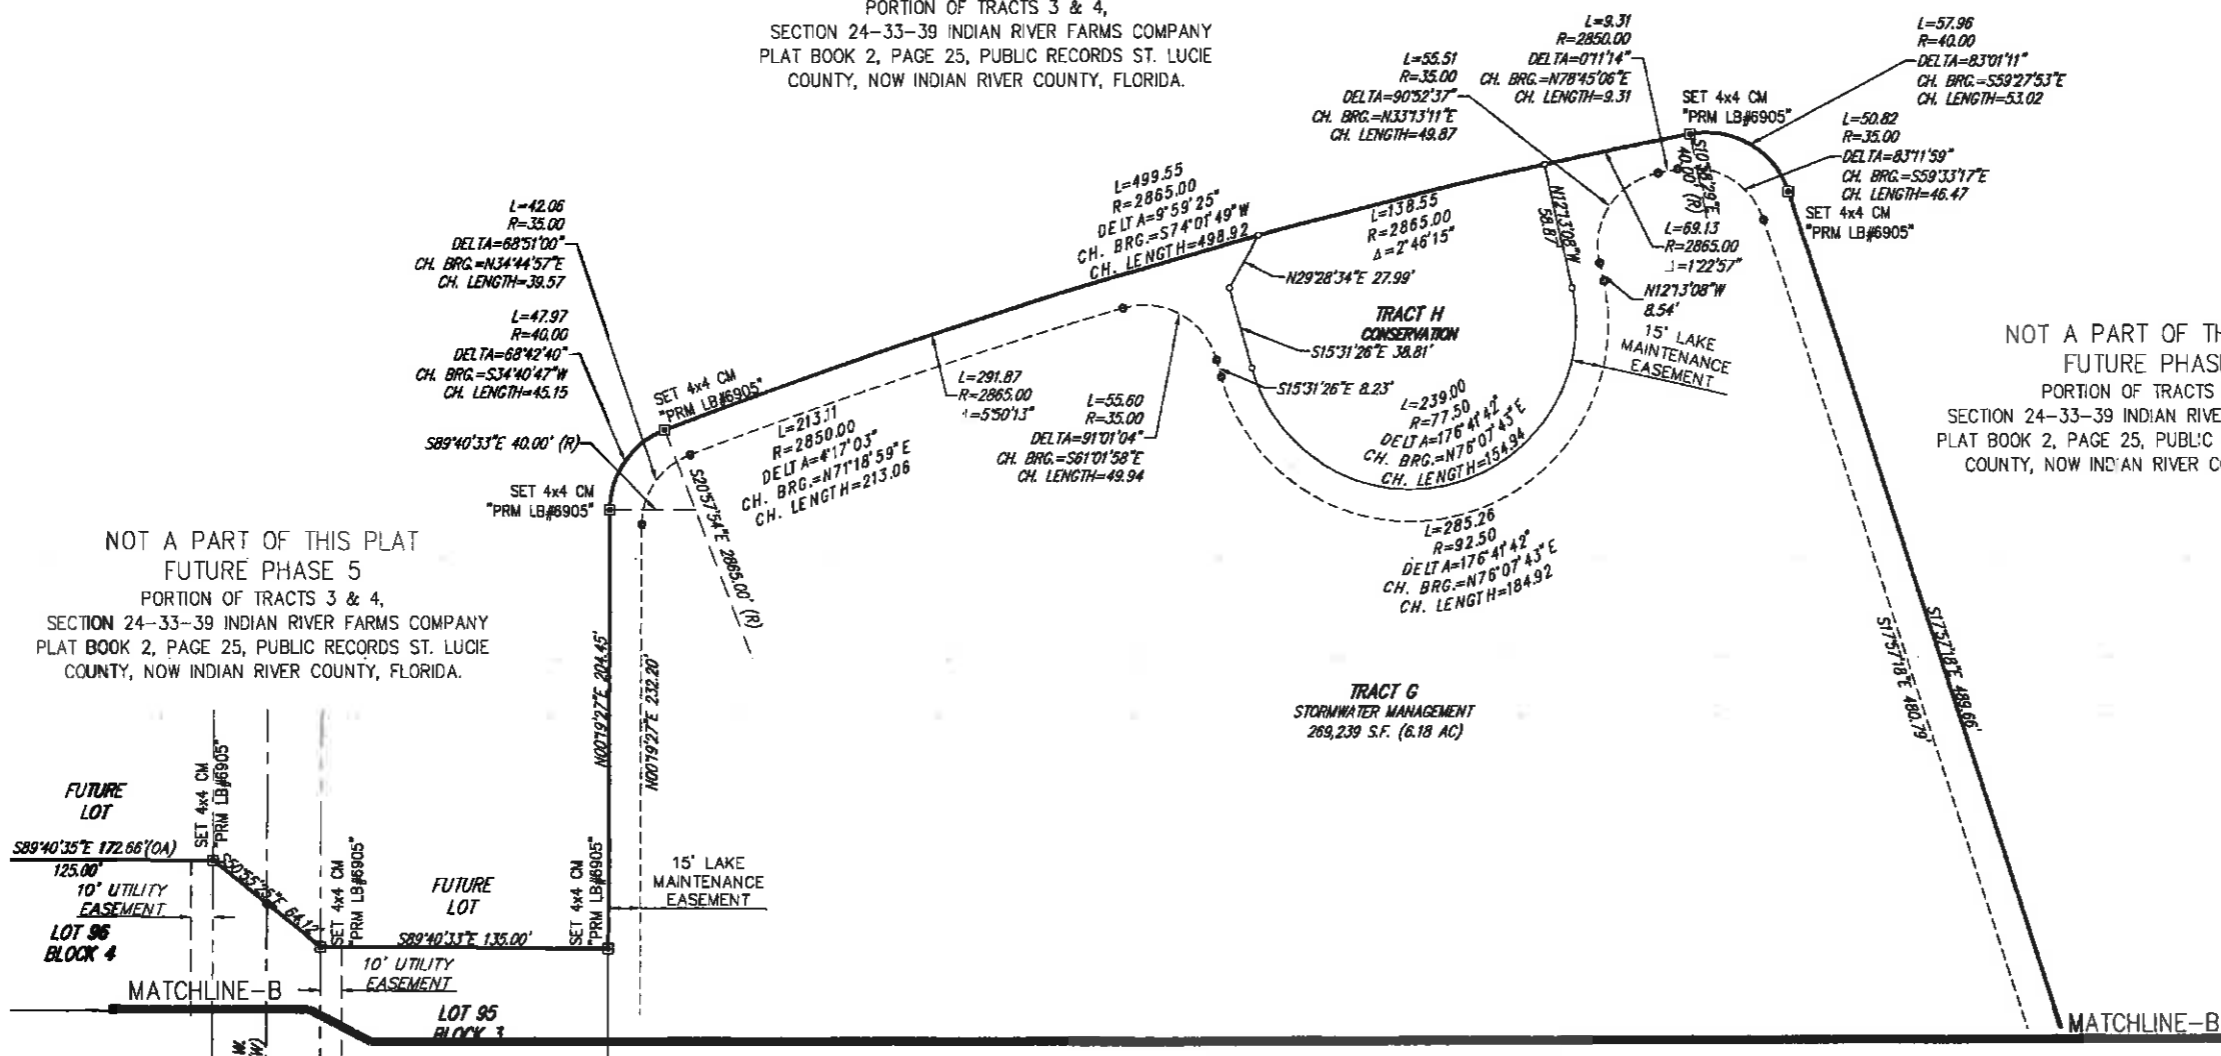 PORTION OF TRACTS 3 & 4,
SECTION 24-33-39 INDIAN RIVER FARMS COMPANY
PLAT BOOK 2, PAGE 25, PUBLIC RECORDS ST. LUCIE
COUNTY, NOW INDIAN RIVER COUNTY, FLORIDA.
L=9.31
R=2850.00
DELTA=0°11'14"
CH. BRG.=N78°45'06"E
CH. LENGTH=9.31
L=57.96
R=40.00
DELTA=83°01'11"
CH. BRG.=S59°27'53"E
CH. LENGTH=53.02
L=55.51
R=35.00
DELTA=90°52'37"
CH. BRG.=N33°13'11"E
CH. LENGTH=49.87
SET 4x4 CM
"PRM LB#6905"
L=50.82
R=35.00
DELTA=83°11'59"
CH. BRG.=S59°33'17"E
CH. LENGTH=46.47
S10°58'29"E
40.00' (R)
SET 4x4 CM
"PRM LB#6905"
L=499.55
R=2865.00
DELTA=9°59'25"
CH. BRG.=S74°01'49"W
CH. LENGTH=498.92
L=138.55
R=2865.00
Δ=2°46'15"
N12°13'08"W
58.87'
L=69.13
R=2865.00
Δ=1°22'57"
N12°13'08"W
8.54'
L=42.06
R=35.00
DELTA=68°51'00"
CH. BRG.=N34°44'57"E
CH. LENGTH=39.57
L=47.97
R=40.00
DELTA=68°42'40"
CH. BRG.=S34°40'47"W
CH. LENGTH=45.15
N29°28'34"E 27.99'
TRACT H
CONSERVATION
S15°31'26"E 38.81'
S15°31'26"E 8.23'
15' LAKE
MAINTENANCE
EASEMENT
NOT A PART OF TH
FUTURE PHASE
PORTION OF TRACTS
SECTION 24-33-39 INDIAN RIVE
PLAT BOOK 2, PAGE 25, PUBLIC
COUNTY, NOW INDIAN RIVER C
SET 4x4 CM
"PRM LB#6905"
S89°40'33"E 40.00' (R)
SET 4x4 CM
"PRM LB#6905"
L=213.11
R=2850.00
DELTA=4°17'03"
CH. BRG.=N71°18'59"E
CH. LENGTH=213.06
L=291.87
R=2865.00
Δ=5°50'13"
L=55.60
R=35.00
DELTA=91°01'04"
CH. BRG.=S61°01'58"E
CH. LENGTH=49.94
L=239.00
R=77.50
DELTA=176°41'42"
CH. BRG.=N76°07'43"E
CH. LENGTH=154.94
L=285.26
R=92.50
DELTA=176°41'42"
CH. BRG.=N76°07'43"E
CH. LENGTH=184.92
S20°57'54"E 2865.00' (R)
NOT A PART OF THIS PLAT
FUTURE PHASE 5
PORTION OF TRACTS 3 & 4,
SECTION 24-33-39 INDIAN RIVER FARMS COMPANY
PLAT BOOK 2, PAGE 25, PUBLIC RECORDS ST. LUCIE
COUNTY, NOW INDIAN RIVER COUNTY, FLORIDA.
N00°19'27"E 204.45'
N00°19'27"E 232.20'
TRACT G
STORMWATER MANAGEMENT
269,239 S.F. (6.18 AC)
S17°57'18"E 480.79'
S17°57'18"E 489.66'
FUTURE
LOT
SET 4x4 CM
"PRM LB#6905"
S89°40'35"E 172.66'(OA)
125.00'
10' UTILITY
EASEMENT
S50°55'25"E 64.12'
LOT 96
BLOCK 4
SET 4x4 CM
"PRM LB#6905"
FUTURE
LOT
S89°40'33"E 135.00'
SET 4x4 CM
"PRM LB#6905"
15' LAKE
MAINTENANCE
EASEMENT
10' UTILITY
EASEMENT
MATCHLINE-B
LOT 95
BLOCK 3
MATCHLINE-B